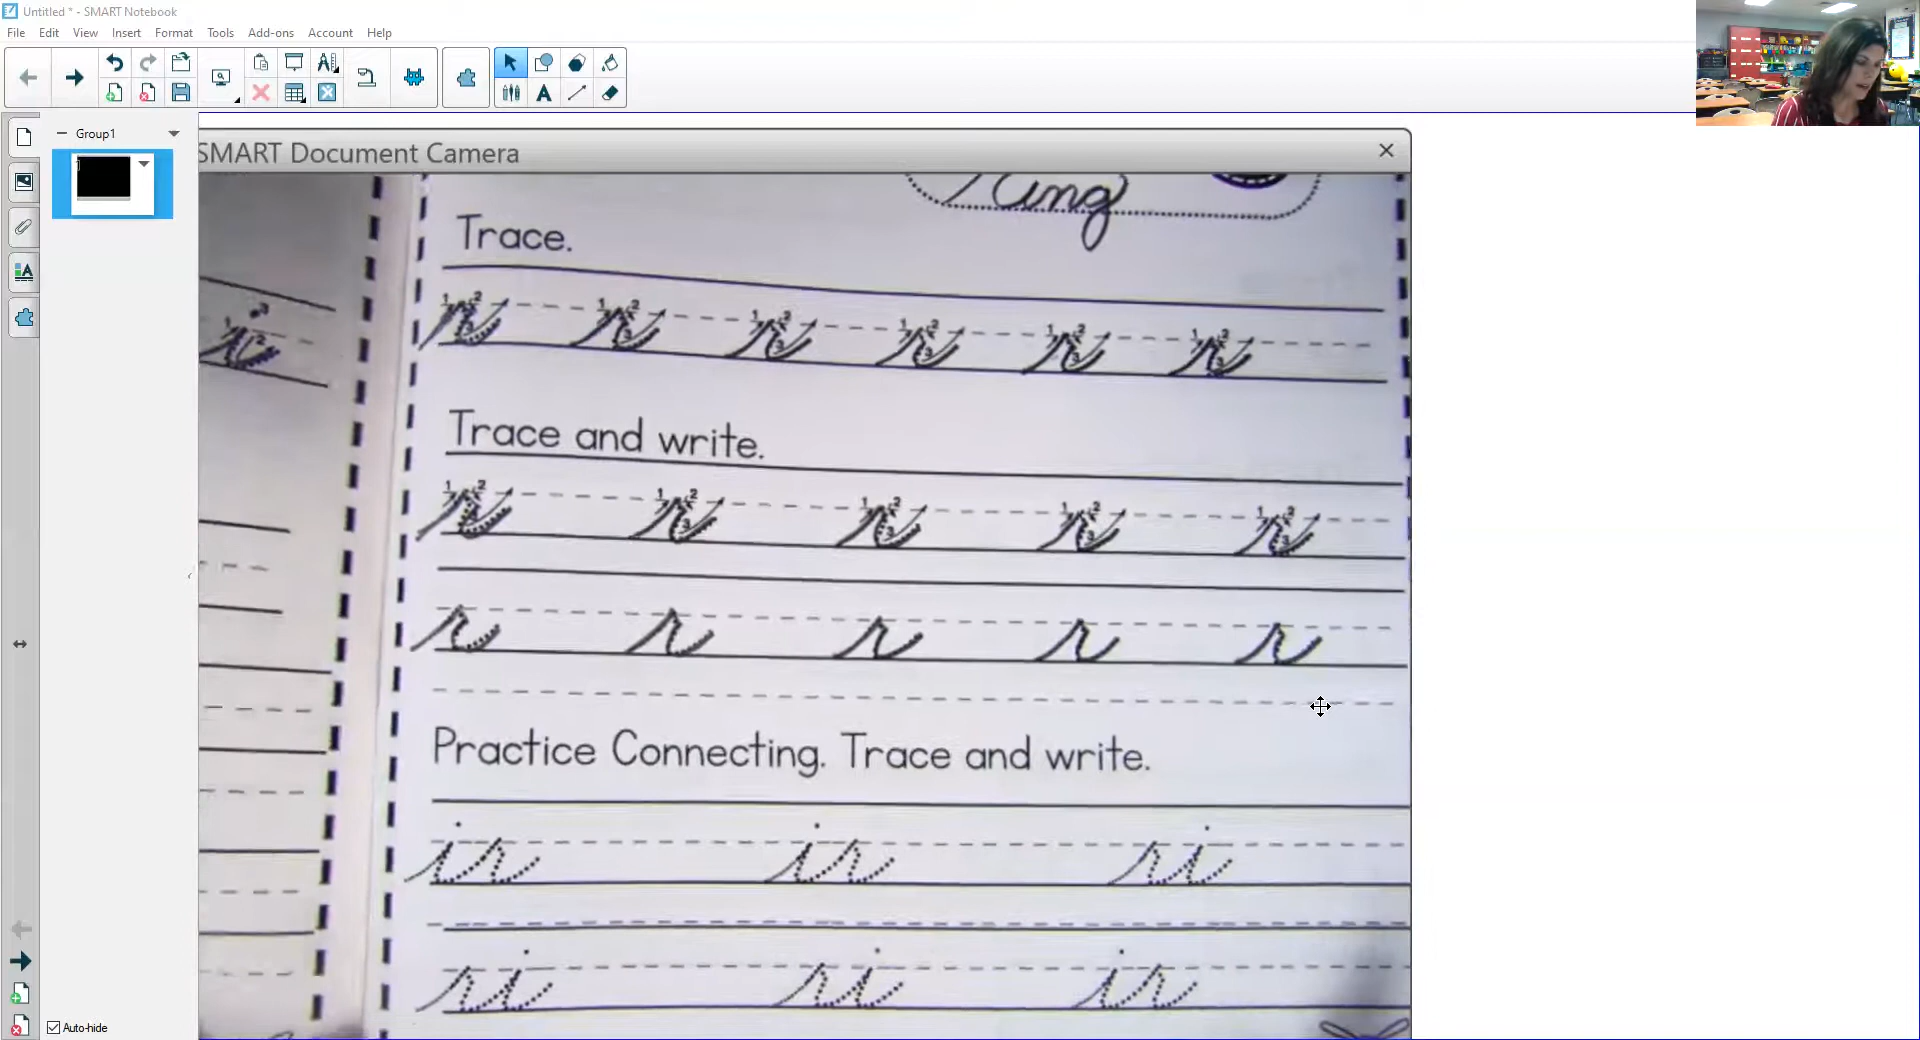 Untitled * - SMART Notebook
File Edit View Insert Format Tools Add-ons Account Help
Group1
SMART Document Camera
Ring
Trace.
r r r r r r
Trace and write.
r r r r r
r r r r r
Practice Connecting. Trace and write.
ir ir ri
ri ri ir
Auto-hide